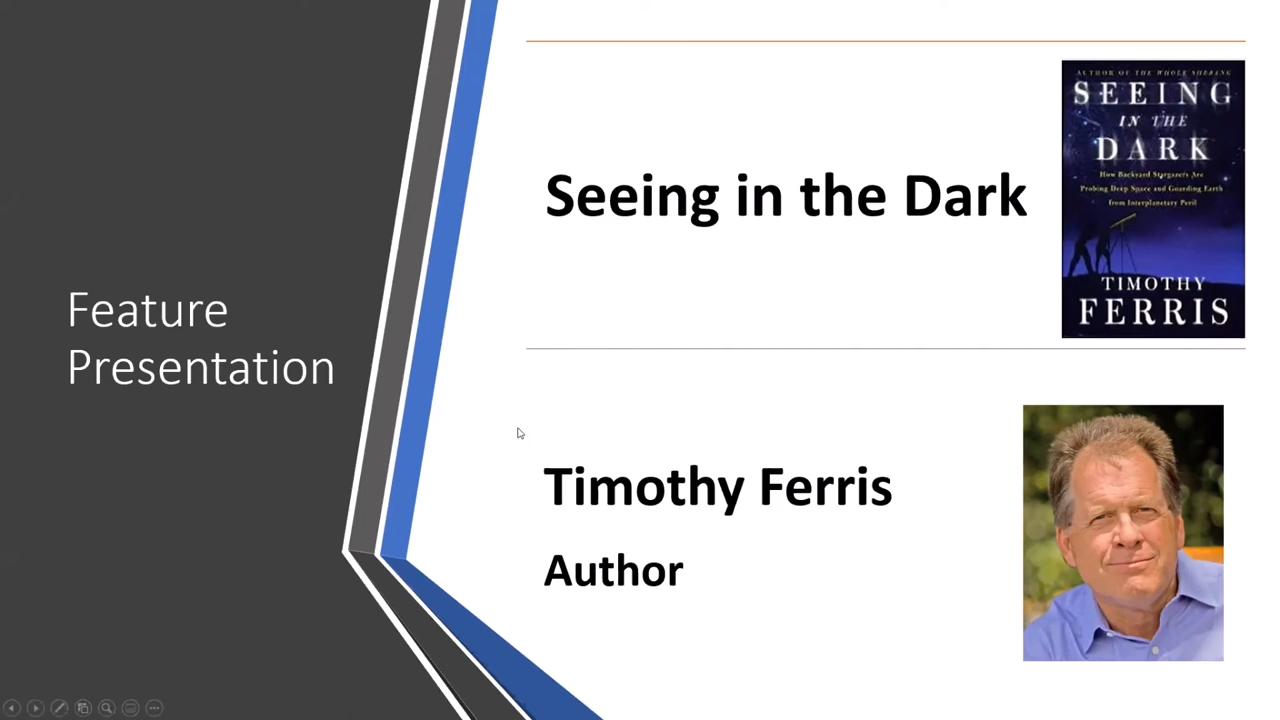 Feature
Presentation
Seeing in the Dark
AUTHOR OF THE WHOLE SHEBANG
SEEING
IN THE
DARK
How Backyard Stargazers Are
Probing Deep Space and Guarding Earth
from Interplanetary Peril
TIMOTHY
FERRIS
Timothy Ferris
Author